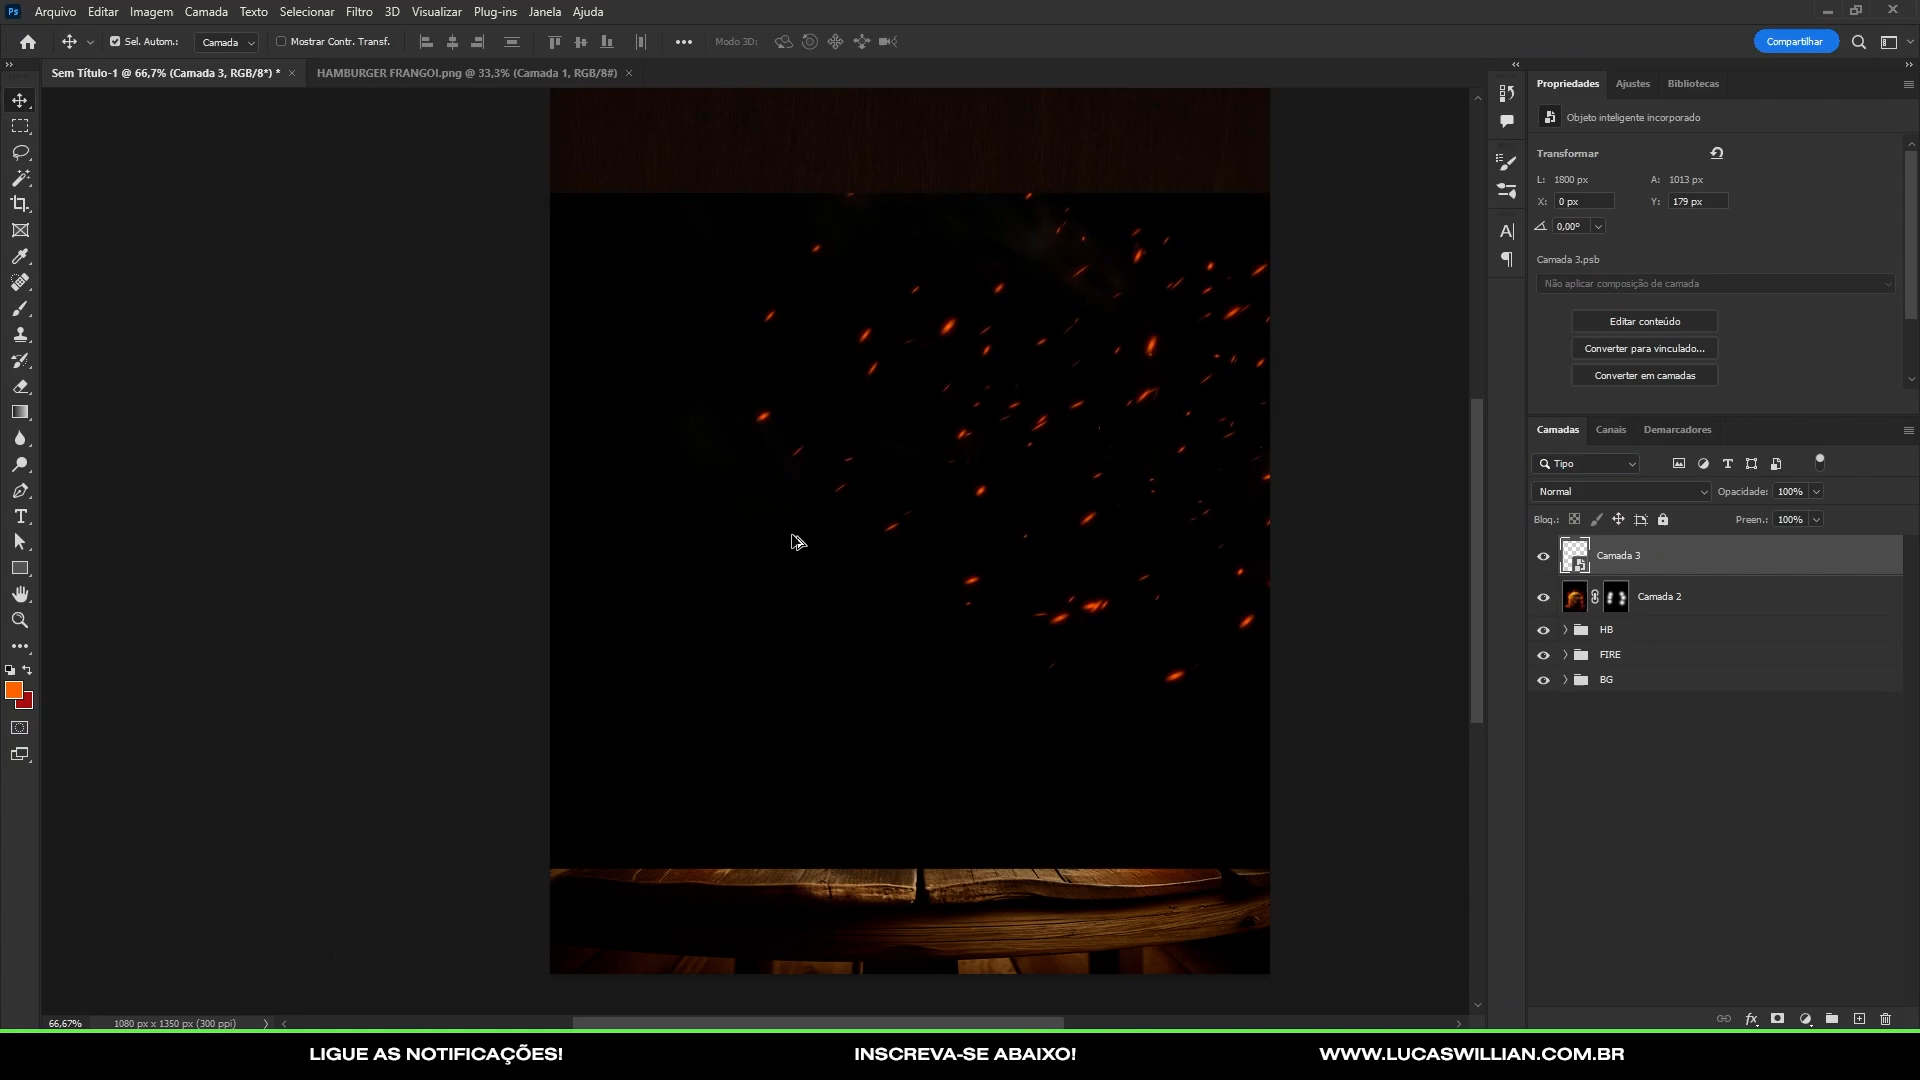 Ps Arquivo Editar Imagem Camada Texto Selecionar Filtro 3D Visualizar Plug-ins Janela Ajuda
Sel. Autom.: Camada Mostrar Contr. Transf. Modo 3D: Compartilhar
Sem Título-1 @ 66,7% (Camada 3, RGB/8*) * HAMBURGER FRANGOI.png @ 33,3% (Camada 1, RGB/8#)
Propriedades Ajustes Bibliotecas
Objeto inteligente incorporado
Transformar
L: 1800 px A: 1013 px
X: 0 px Y: 179 px
0,00°
Camada 3.psb
Não aplicar composição de camada
Editar conteúdo
Converter para vinculado...
Converter em camadas
Camadas Canais Demarcadores
Tipo
Normal Opacidade: 100%
Bloq.: Preen.: 100%
Camada 3
Camada 2
HB
FIRE
BG
66,67% 1080 px x 1350 px (300 ppi)
LIGUE AS NOTIFICAÇÕES! INSCREVA-SE ABAIXO! WWW.LUCASWILLIAN.COM.BR